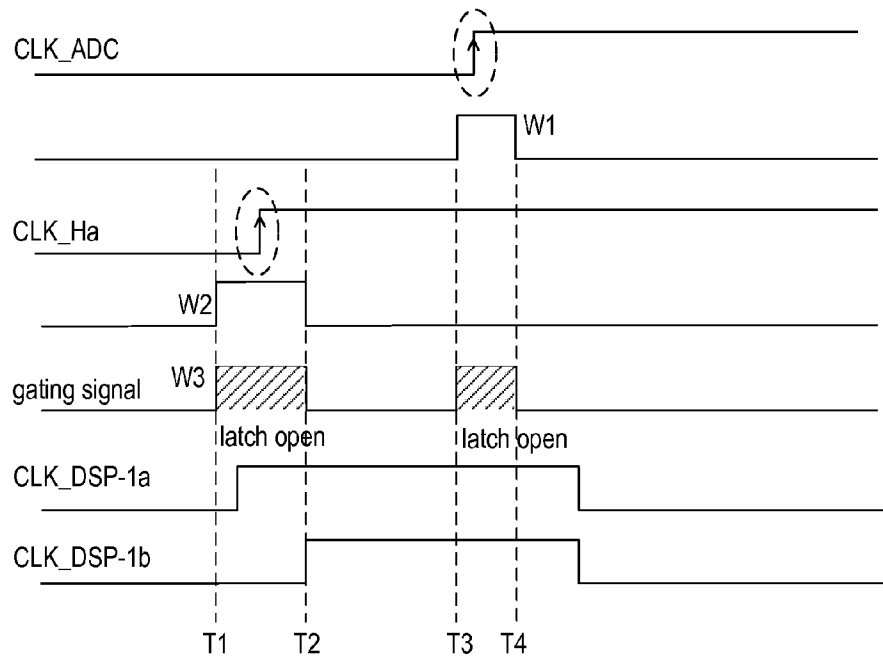 CLK_ADC
W1
CLK_Ha
W2
W3
gating signal
latch open latch open
CLK_DSP-1a
CLK_DSP-1b
T1 T2 T3 T4